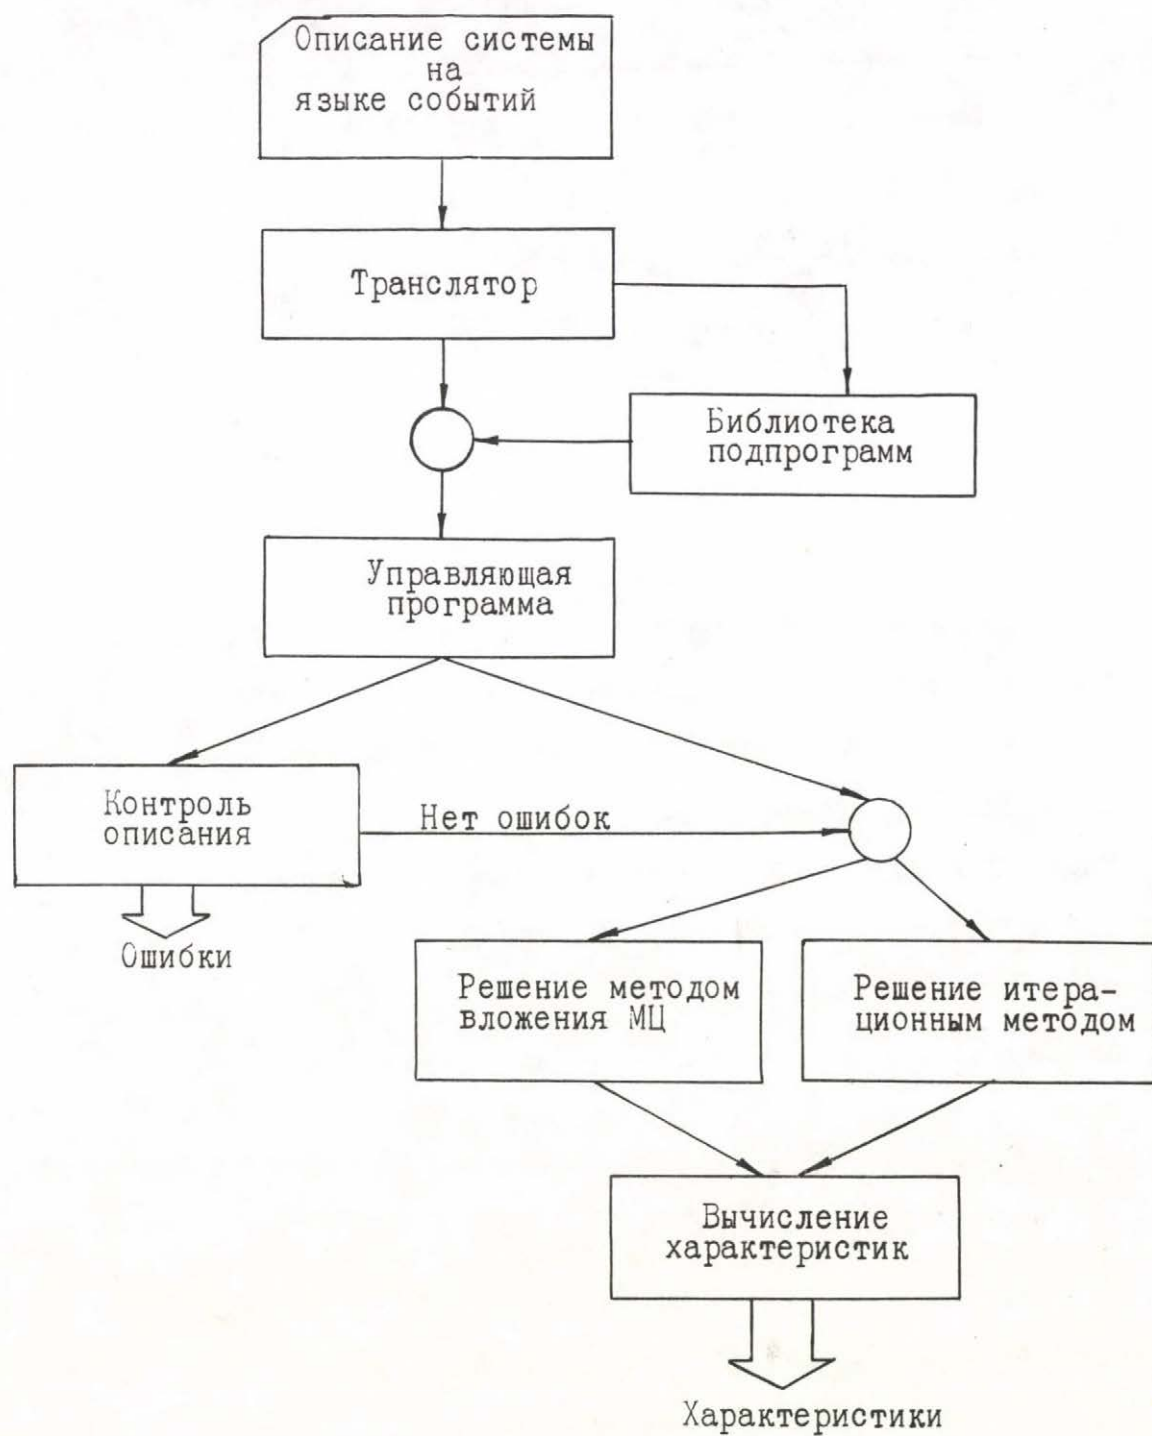 Описание системы
на
языке событий
Транслятор
Библиотека
подпрограмм
Управляющая
программа
Контроль
описания
Нет ошибок
Ошибки
Решение методом
вложения МЦ
Решение итера-
ционным методом
Вычисление
характеристик
Характеристики